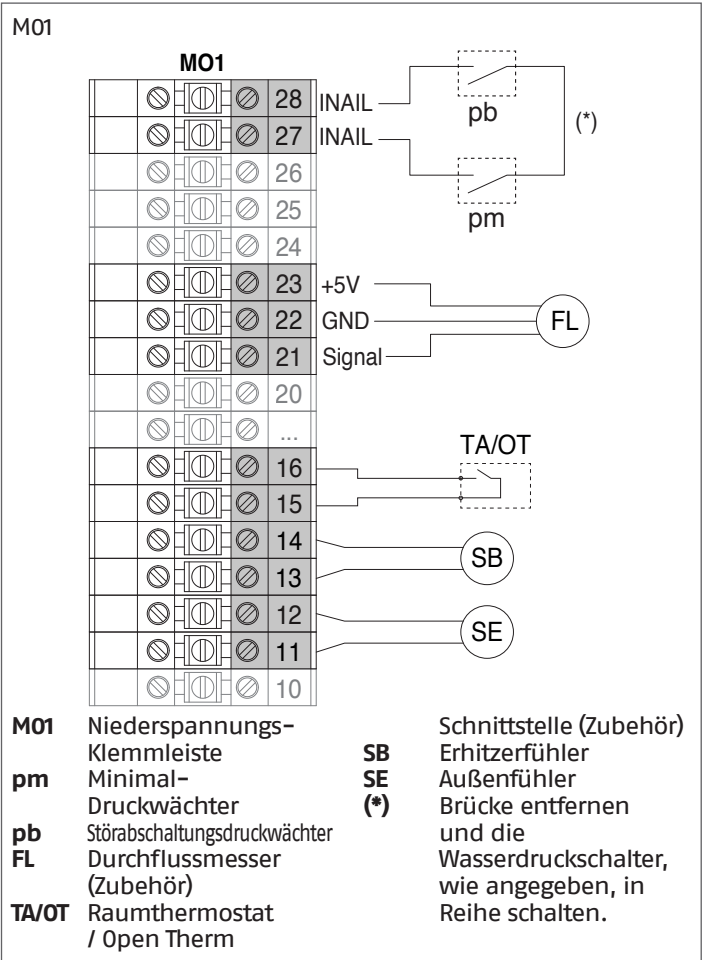 M01
MO1
28 INAIL
27 INAIL
pb
(*)
pm
26
25
24
23 +5V
22 GND
FL
21 Signal
20
...
TA/OT
16
15
14
SB
13
12
SE
11
10
M01 Niederspannungs-
Klemmleiste
pm Minimal-
Druckwächter
pb Störabschaltungsdruckwächter
FL Durchflussmesser
(Zubehör)
TA/OT Raumthermostat
/ Open Therm
Schnittstelle (Zubehör)
SB Erhitzerfühler
SE Außenfühler
(*) Brücke entfernen
und die
Wasserdruckschalter,
wie angegeben, in
Reihe schalten.